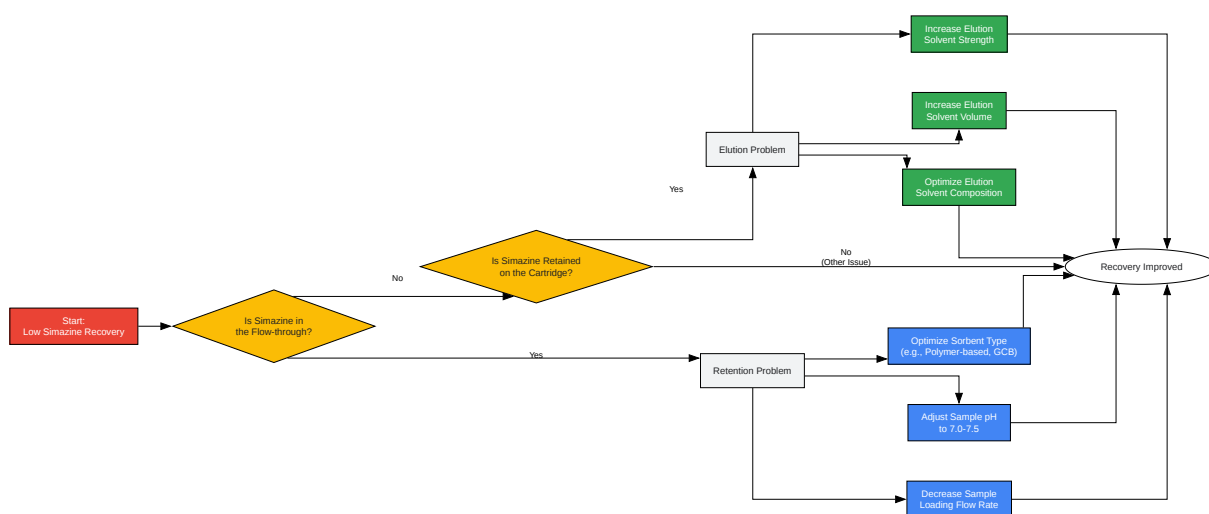 Increase Elution
Solvent Strength
Increase Elution
Solvent Volume
Elution Problem
Optimize Elution
Solvent Composition
Yes
Is Simazine Retained
on the Cartridge?
No
(Other Issue)
Recovery Improved
No
Start:
Low Simazine Recovery
Is Simazine in
the Flow-through?
Yes
Optimize Sorbent Type
(e.g., Polymer-based, GCB)
Retention Problem
Adjust Sample pH
to 7.0-7.5
Decrease Sample
Loading Flow Rate